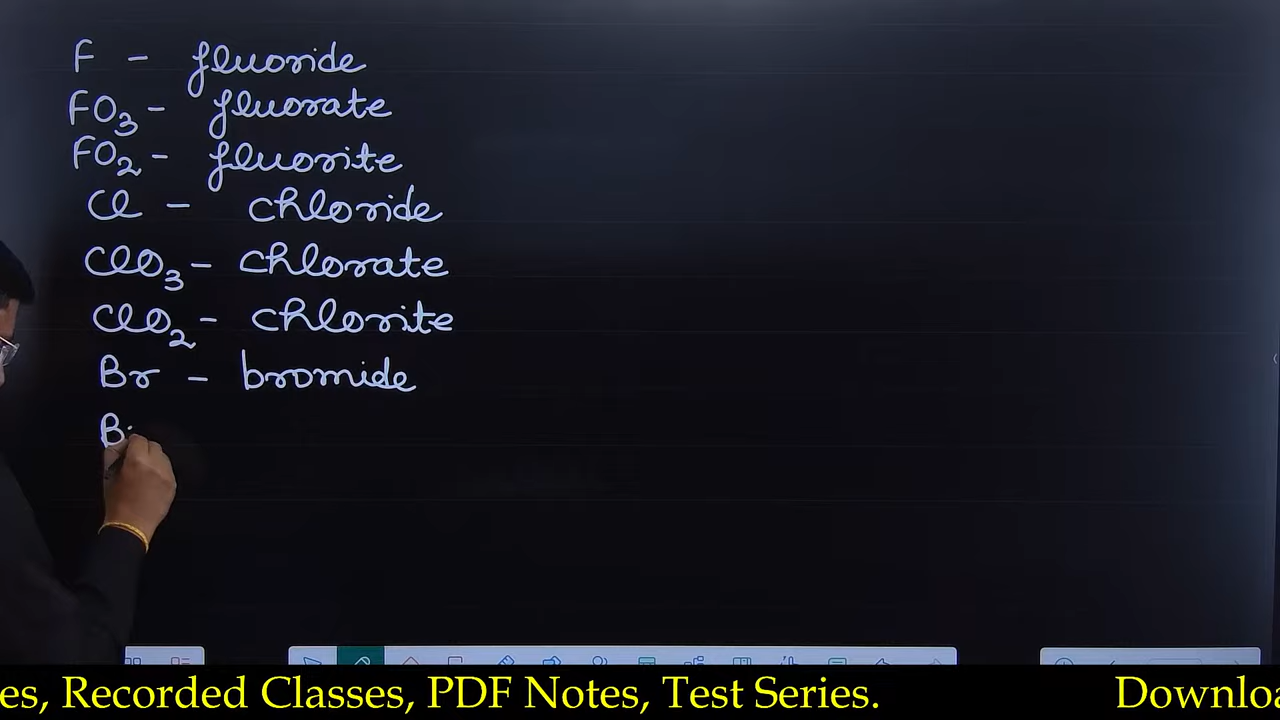 F - fluoride
FO3 - fluorate
FO2 - fluorite
Cl - chloride
ClO3 - chlorate
ClO2 - chlorite
Br - bromide
B
es, Recorded Classes, PDF Notes, Test Series. Downloa